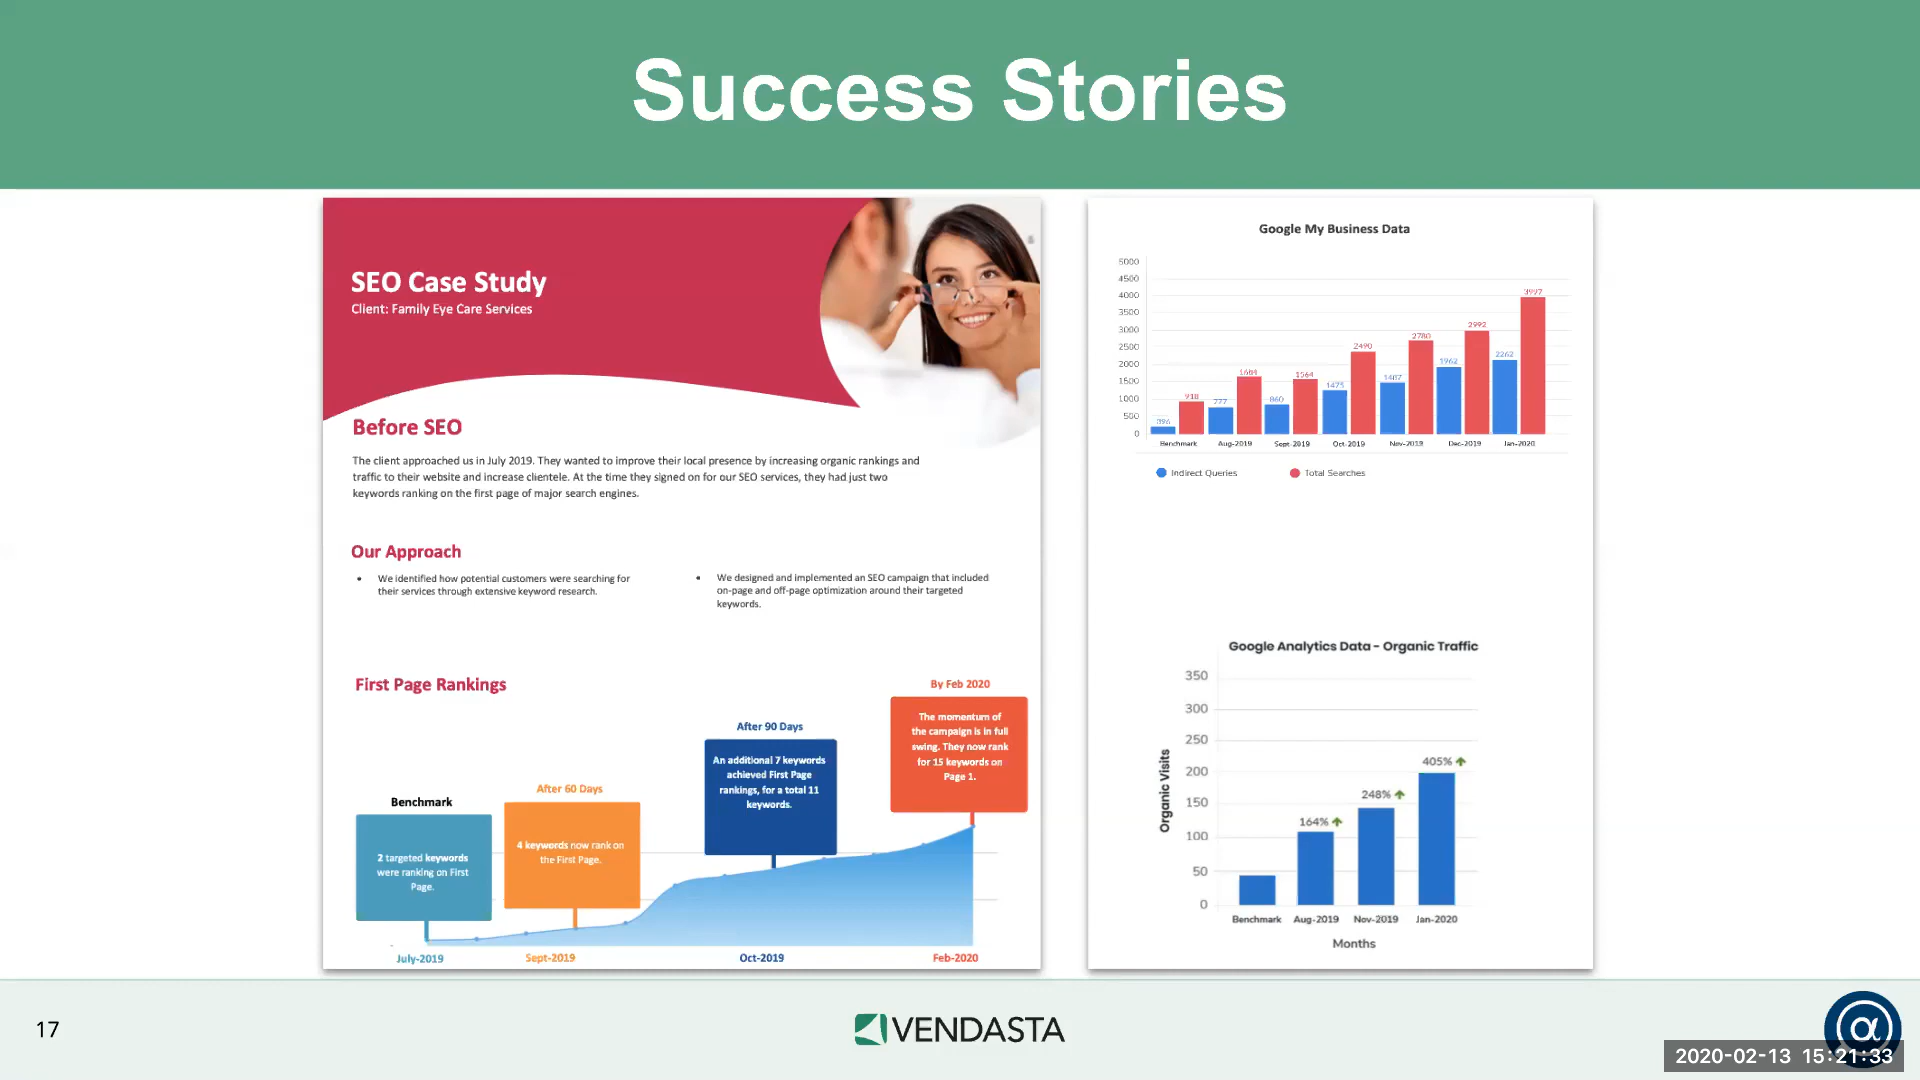 Success Stories
SEO Case Study
Client: Family Eye Care Services
Before SEO
The client approached us in July 2019. They wanted to improve their local presence by increasing organic rankings and
traffic to their website and increase clientele. At the time they signed on for our SEO services, they had just two
keywords ranking on the first page of major search engines.
Our Approach
• We identified how potential customers were searching for
their services through extensive keyword research.
• We designed and implemented an SEO campaign that included
on-page and off-page optimization around their targeted
keywords.
First Page Rankings
Benchmark
2 targeted keywords
were ranking on First
Page.
July-2019
After 60 Days
4 keywords now rank on
the First Page.
Sept-2019
After 90 Days
An additional 7 keywords
achieved First Page
rankings, for a total 11
keywords.
Oct-2019
By Feb 2020
The momentum of
the campaign is in full
swing. They now rank
for 15 keywords on
Page 1.
Feb-2020
Google My Business Data
5000
4500
4000
3500
3000
2500
2000
1500
1000
500
0
396
918
777
1684
860
1564
1475
2490
1487
2780
1962
2992
2262
3997
Benchmark
Aug-2019
Sept-2019
Oct-2019
Nov-2019
Dec-2019
Jan-2020
Indirect Queries
Total Searches
Google Analytics Data - Organic Traffic
Organic Visits
350
300
250
200
150
100
50
0
164%
248%
405%
Benchmark
Aug-2019
Nov-2019
Jan-2020
Months
17
VENDASTA
α
2020-02-13 15:21:33